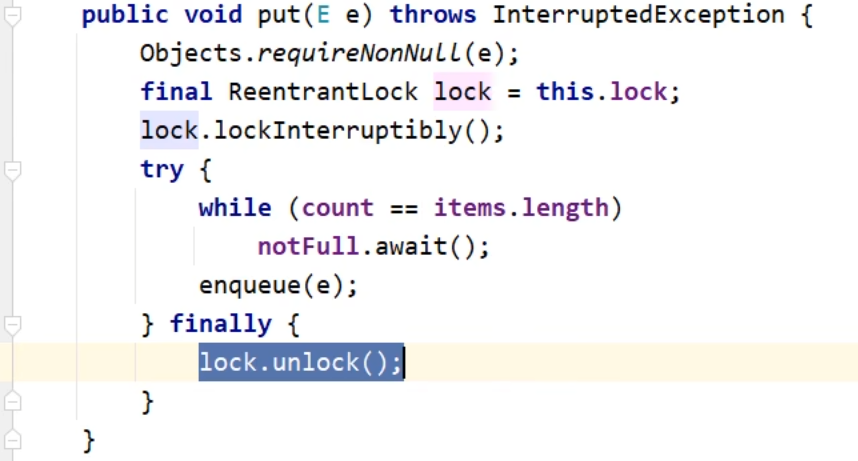 public void put(E e) throws InterruptedException {
Objects.requireNonNull(e);
final ReentrantLock lock = this.lock;
lock.lockInterruptibly();
try {
while (count == items.length)
notFull.await();
enqueue(e);
} finally {
lock.unlock();
}
}